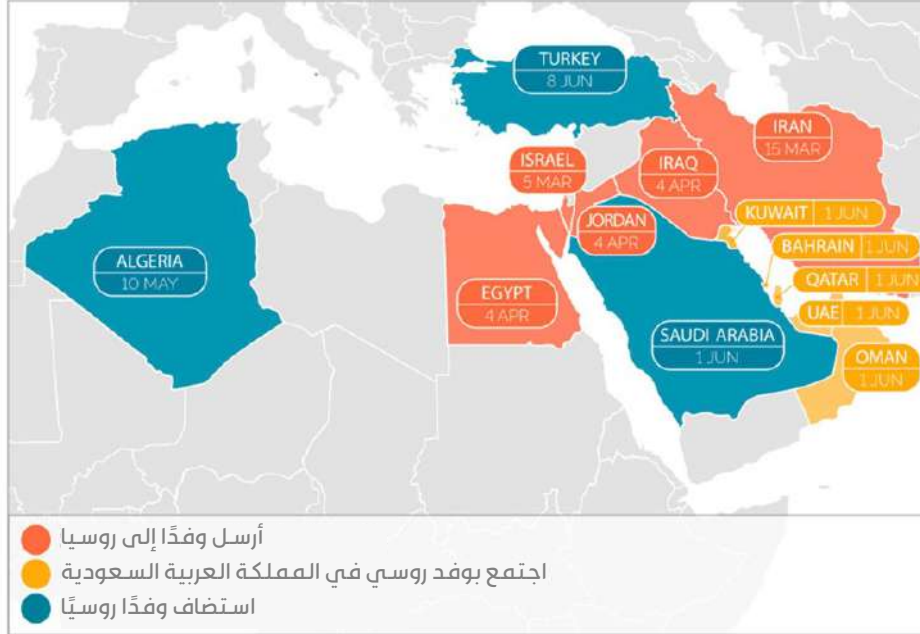 TURKEY
8 JUN
IRAN
15 MAR
ISRAEL
5 MAR
IRAQ
4 APR
KUWAIT 1 JUN
JORDAN
4 APR
BAHRAIN 1 JUN
ALGERIA
10 MAY
QATAR 1 JUN
EGYPT
4 APR
UAE 1 JUN
SAUDI ARABIA
1 JUN
OMAN
1 JUN
أرسل وفدًا إلى روسيا
اجتمع بوفد روسي في المملكة العربية السعودية
استضاف وفدًا روسيًا